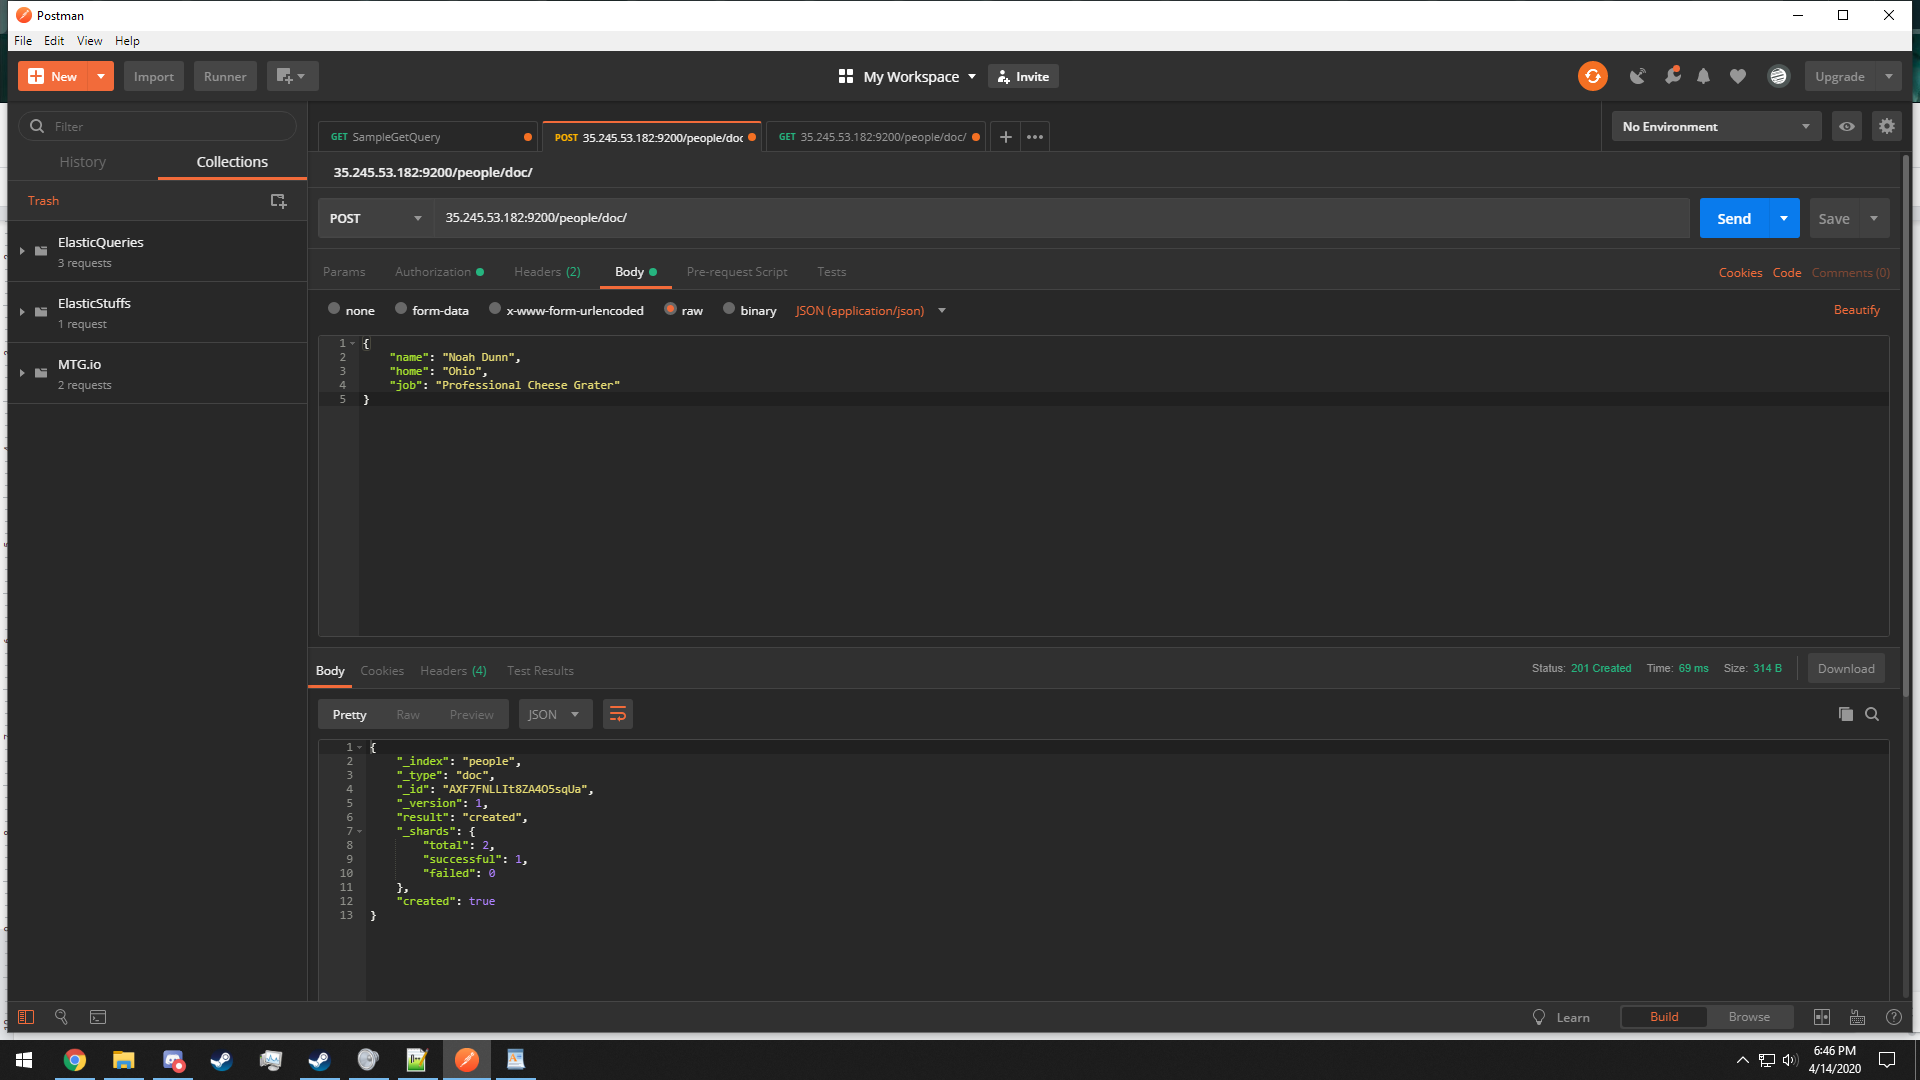 Postman
File Edit View Help
New Import Runner My Workspace Invite Upgrade
Filter
History Collections
Trash
ElasticQueries
3 requests
ElasticStuffs
1 request
MTG.io
2 requests
GET SampleGetQuery POST 35.245.53.182:9200/people/doc GET 35.245.53.182:9200/people/doc/ No Environment
35.245.53.182:9200/people/doc/
POST 35.245.53.182:9200/people/doc/ Send Save
Params Authorization Headers (2) Body Pre-request Script Tests Cookies Code Comments (0)
none form-data x-www-form-urlencoded raw binary JSON (application/json) Beautify
1 {
2 "name": "Noah Dunn",
3 "home": "Ohio",
4 "job": "Professional Cheese Grater"
5 }
Body Cookies Headers (4) Test Results Status: 201 Created Time: 69 ms Size: 314 B Download
Pretty Raw Preview JSON
1 {
2 "_index": "people",
3 "_type": "doc",
4 "_id": "AXF7FNLLIt8ZA4O5sqUa",
5 "_version": 1,
6 "result": "created",
7 "_shards": {
8 "total": 2,
9 "successful": 1,
10 "failed": 0
11 },
12 "created": true
13 }
Learn Build Browse
6:46 PM
4/14/2020